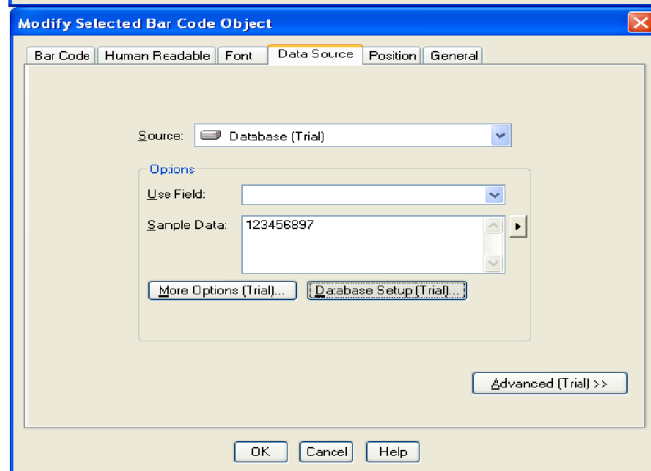 Modify Selected Bar Code Object
Bar Code Human Readable Font Data Source Position General
Source: Database (Trial)
Options
Use Field:
Sample Data: 123456897
More Options (Trial)... Database Setup (Trial)...
Advanced (Trial) >>
OK Cancel Help